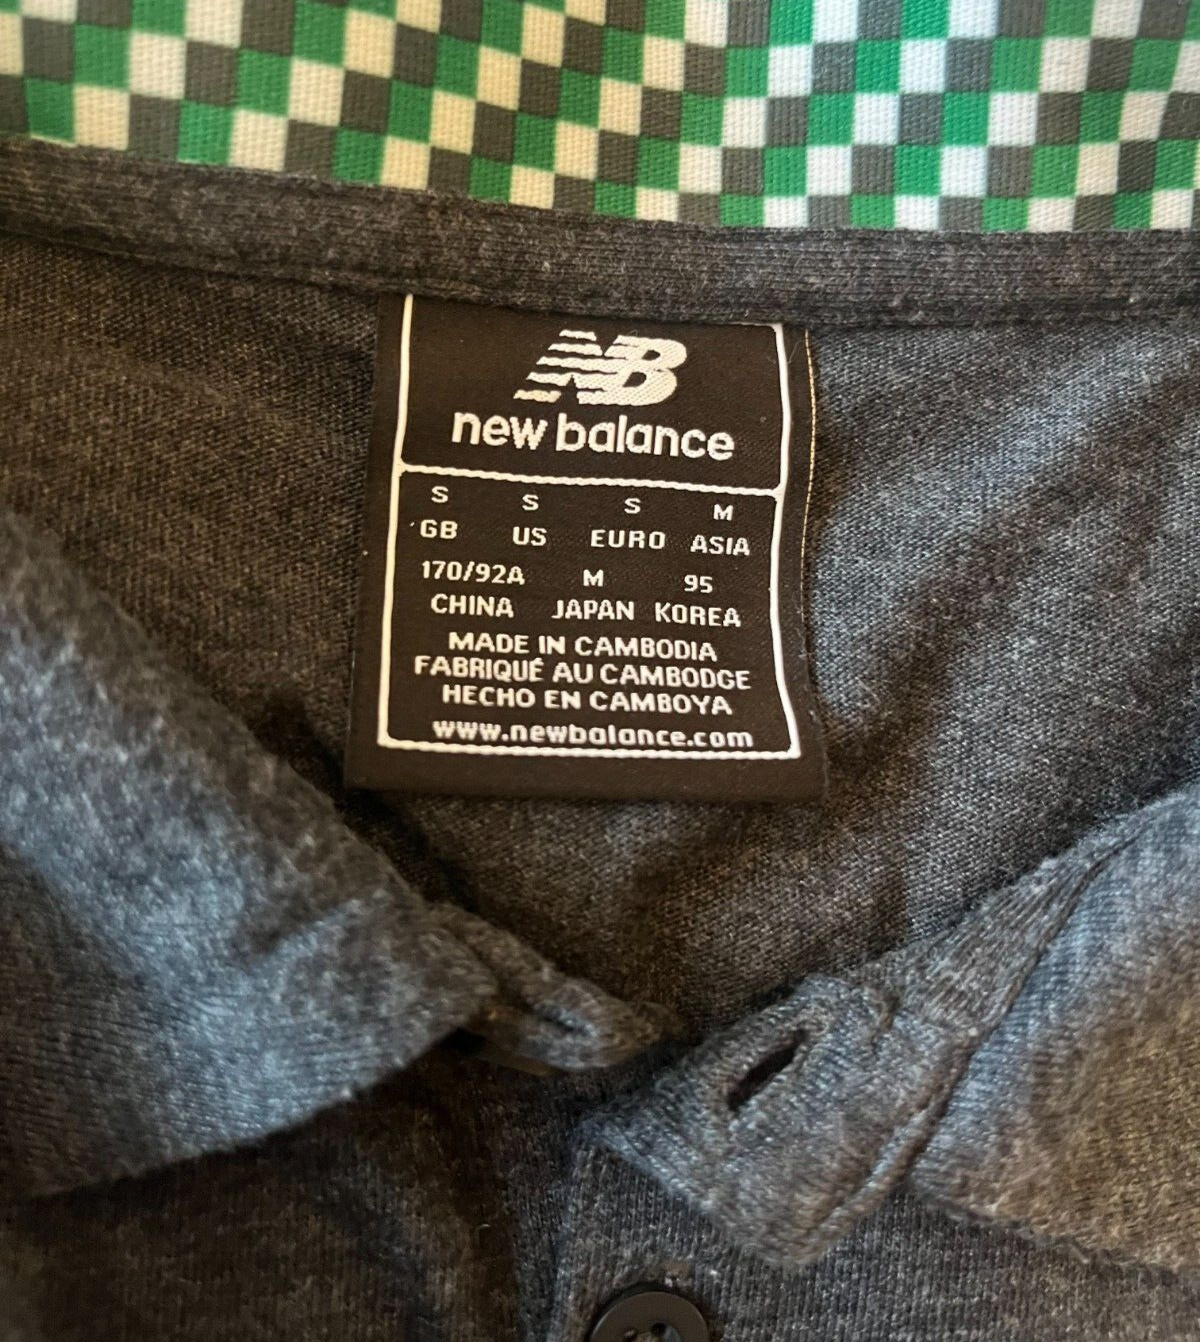 NB
new balance
S S S M
GB US EURO ASIA
170/92A M 95
CHINA JAPAN KOREA
MADE IN CAMBODIA
FABRIQUÉ AU CAMBODGE
HECHO EN CAMBOYA
www.newbalance.com